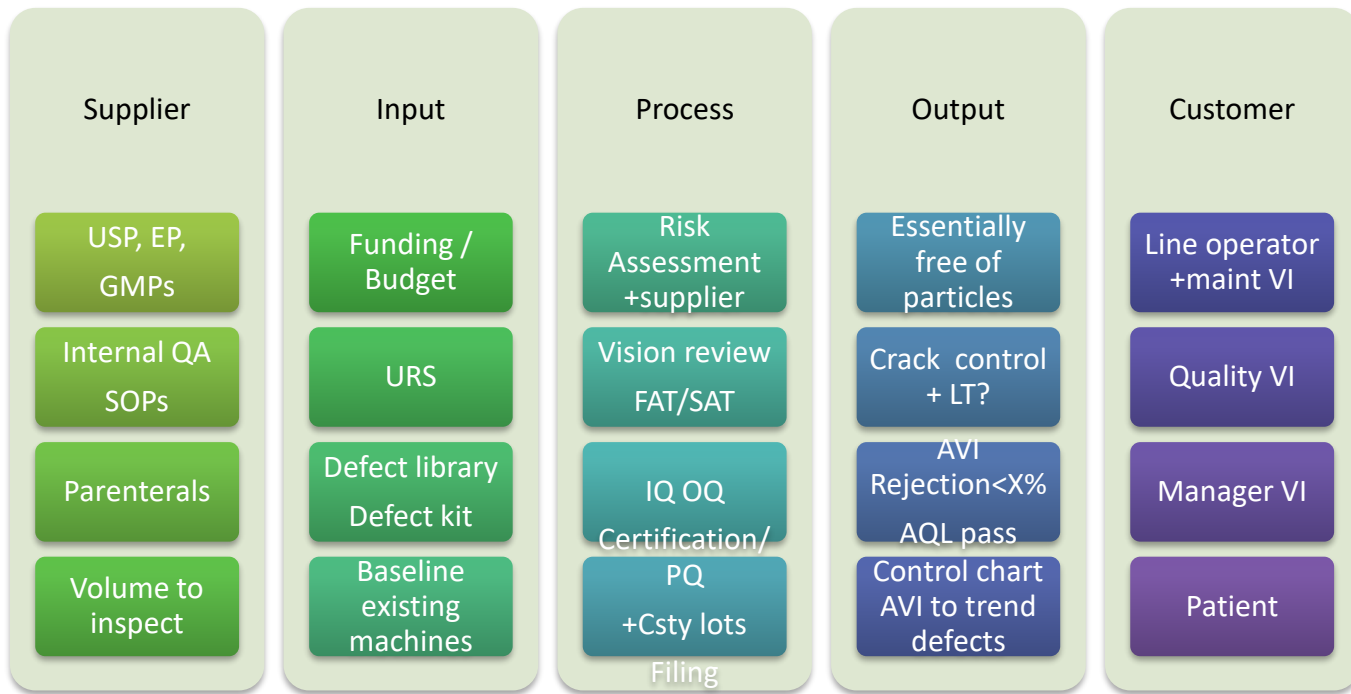 Supplier
USP, EP,
GMPs
Internal QA
SOPs
Parenterals
Volume to
inspect
Input
Funding /
Budget
URS
Defect library
Defect kit
Baseline
existing
machines
Process
Risk
Assessment
+supplier
Vision review
FAT/SAT
IQ OQ
Certification/
PQ
+Csty lots
Filing
Output
Essentially
free of
particles
Crack control
+ LT?
AVI
Rejection<X%
AQL pass
Control chart
AVI to trend
defects
Customer
Line operator
+maint VI
Quality VI
Manager VI
Patient